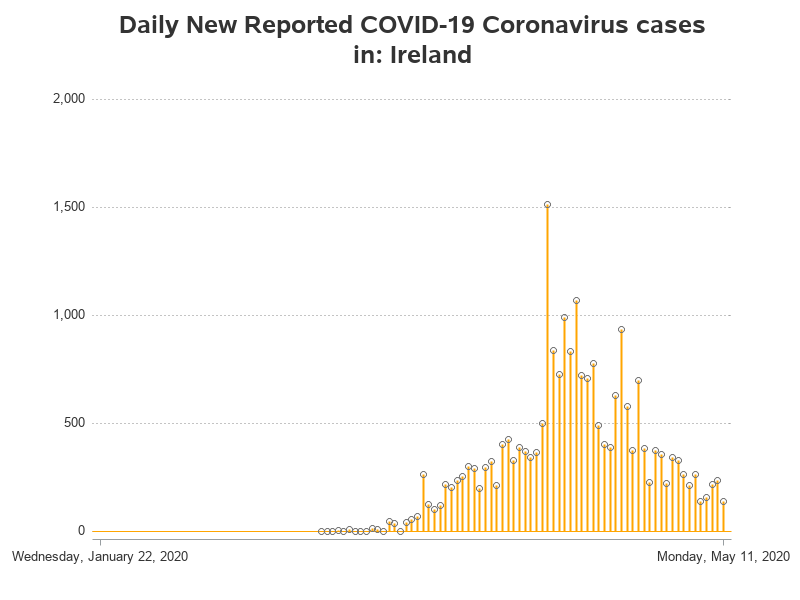 Daily New Reported COVID-19 Coronavirus cases
in: Ireland
2,000
1,500
1,000
500
0
Wednesday, January 22, 2020
Monday, May 11, 2020